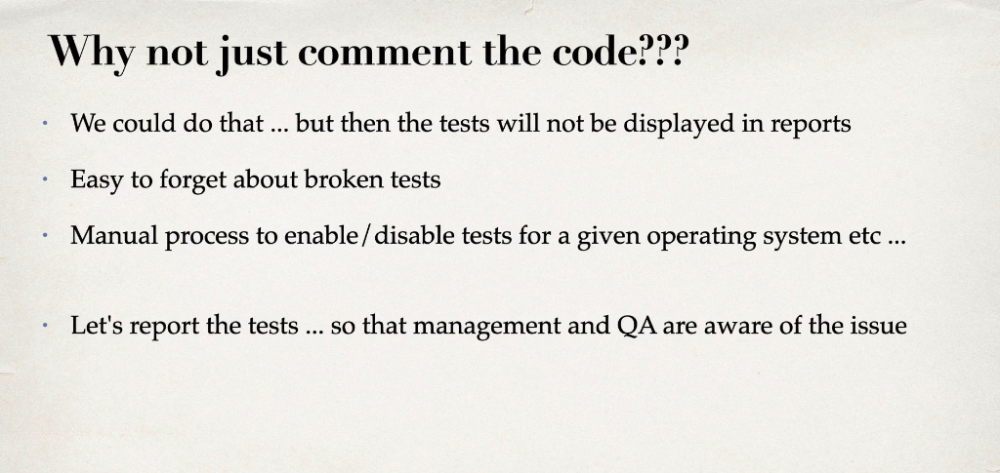 Why not just comment the code???
• We could do that ... but then the tests will not be displayed in reports
• Easy to forget about broken tests
• Manual process to enable/disable tests for a given operating system etc ...
• Let's report the tests ... so that management and QA are aware of the issue